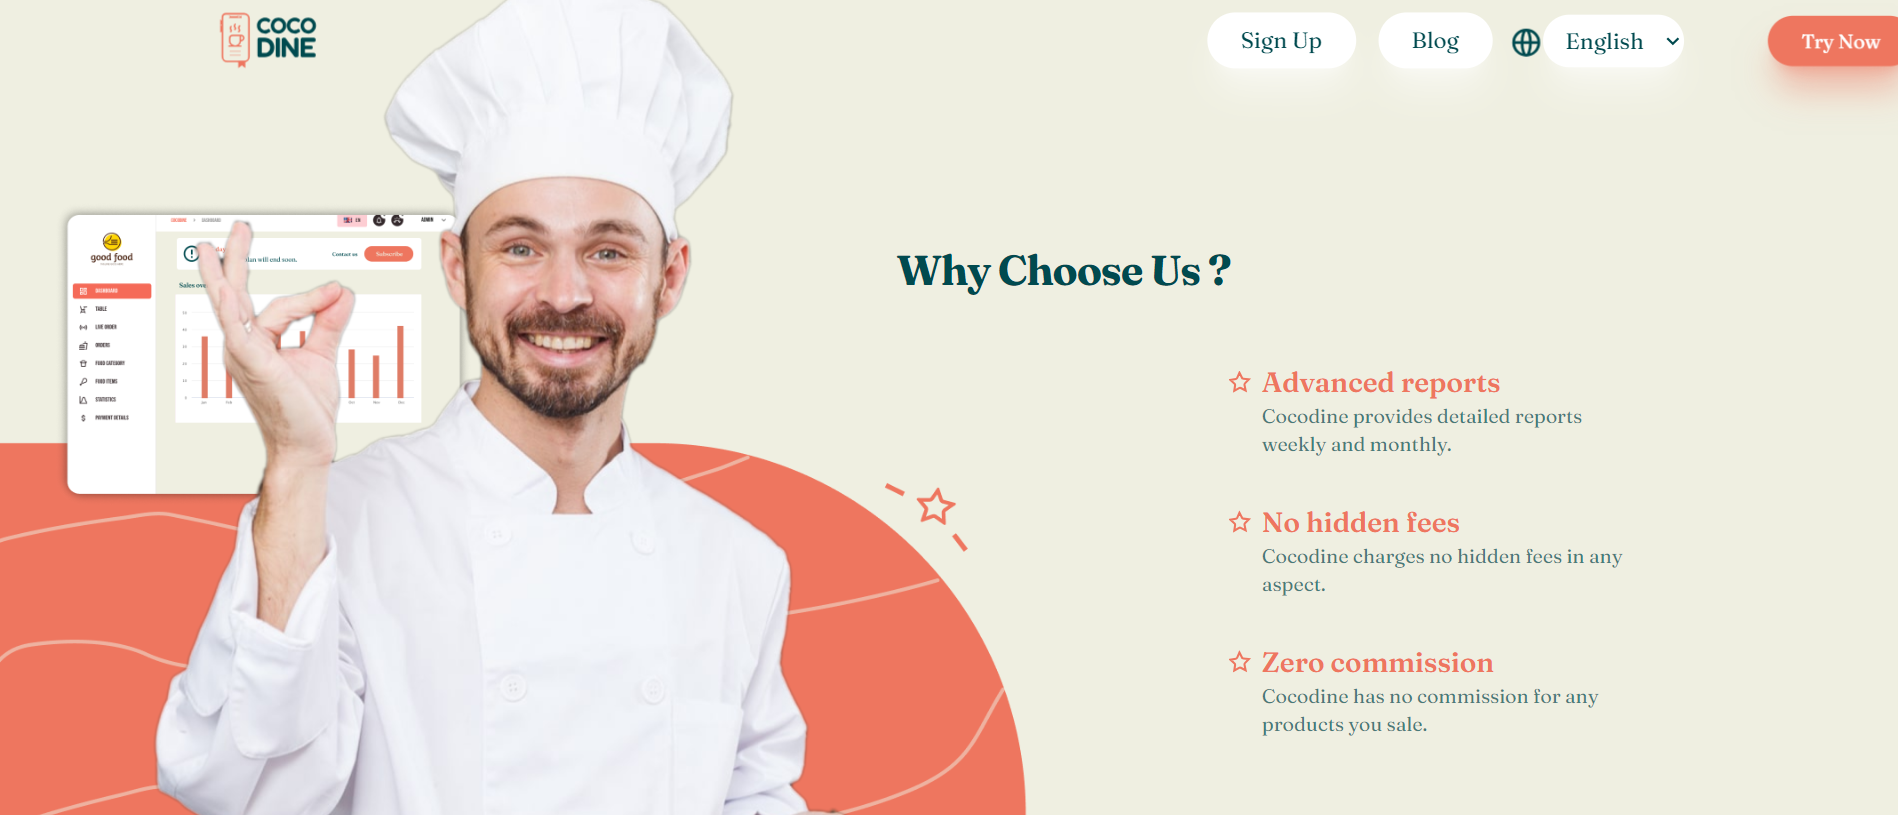 COCO
DINE
Sign Up
Blog
English
Try Now
good food
DASHBOARD
TABLE
LIVE ORDER
ORDERS
FOOD CATEGORY
FOOD ITEMS
STATISTICS
PAYMENT DETAILS
DASHBOARD
EN
ADMIN
plan will end soon.
Contact us
Subscribe
Sales
Why Choose Us ?
Advanced reports
Cocodine provides detailed reports
weekly and monthly.
No hidden fees
Cocodine charges no hidden fees in any
aspect.
Zero commission
Cocodine has no commission for any
products you sale.